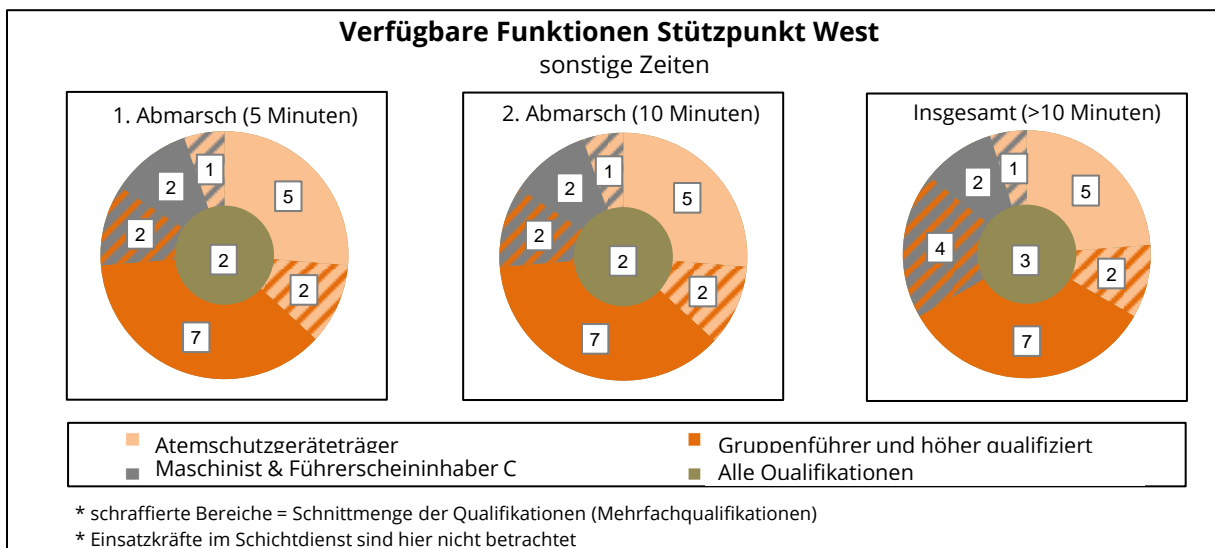 Verfügbare Funktionen Stützpunkt West
sonstige Zeiten
1. Abmarsch (5 Minuten)
1
2
5
2
2
2
7
2. Abmarsch (10 Minuten)
1
2
5
2
2
2
7
Insgesamt (>10 Minuten)
1
2
5
4
3
2
7
Atemschutzgeräteträger
Gruppenführer und höher qualifiziert
Maschinist & Führerscheininhaber C
Alle Qualifikationen
* schraffierte Bereiche = Schnittmenge der Qualifikationen (Mehrfachqualifikationen)
* Einsatzkräfte im Schichtdienst sind hier nicht betrachtet